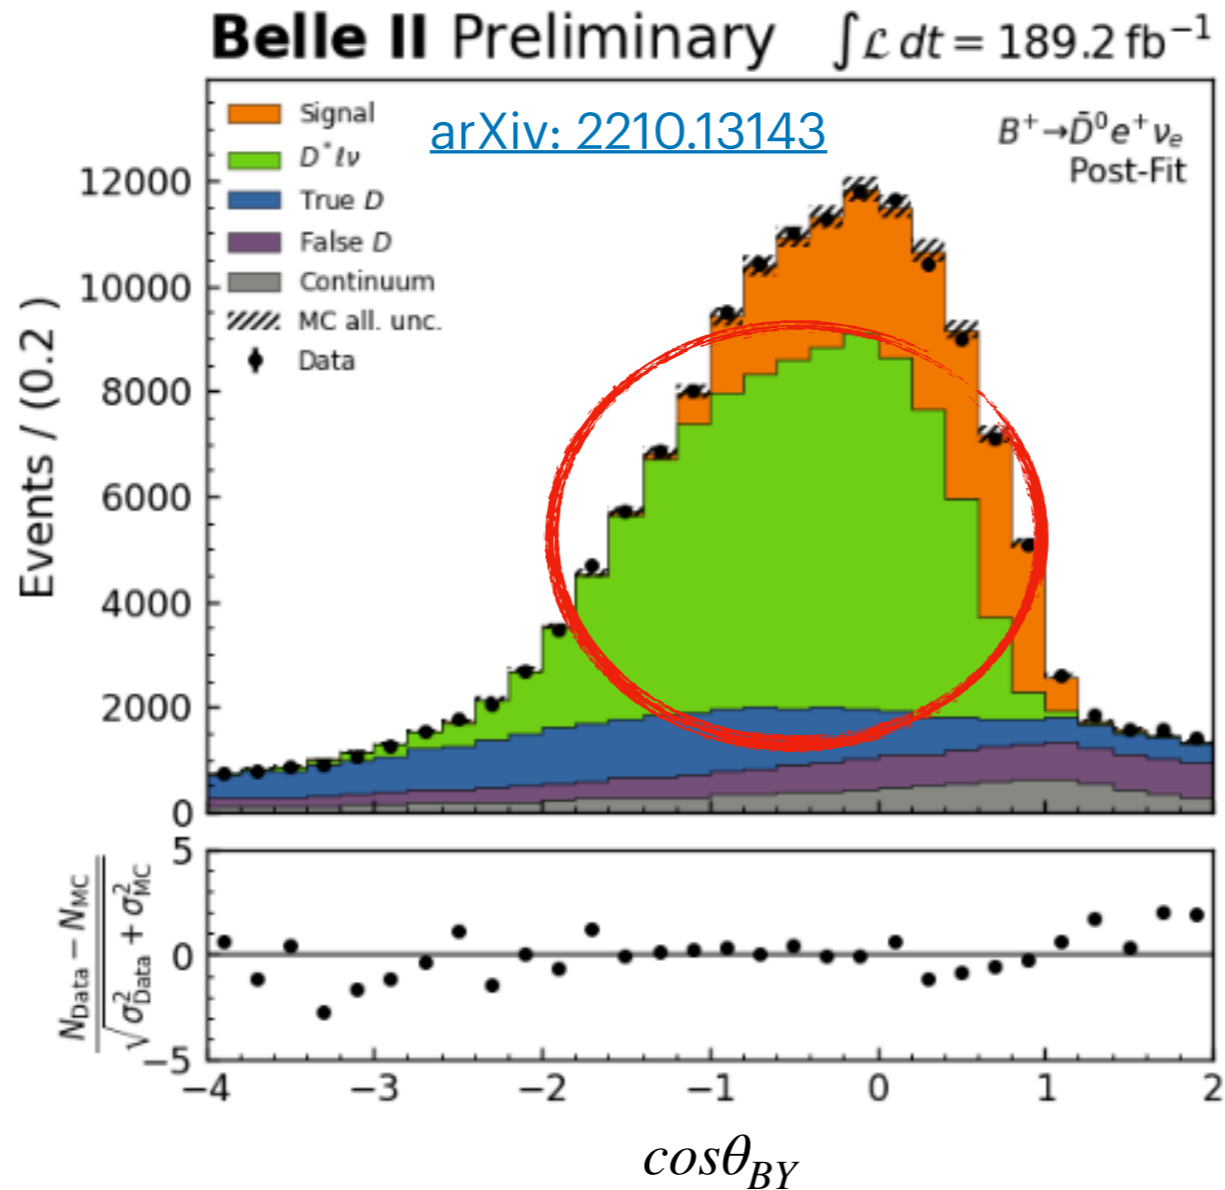 Belle II Preliminary ∫ℒ dt = 189.2 fb⁻¹
Signal
D*ℓν
True D
False D
Continuum
MC all. unc.
Data
arXiv: 2210.13143
B⁺→D̄⁰e⁺νₑ
Post-Fit
Events / (0.2 )
12000
10000
8000
6000
4000
2000
0
(N_Data − N_MC) / √(σ²_Data + σ²_MC)
5
0
−5
−4 −3 −2 −1 0 1 2
cosθ_BY